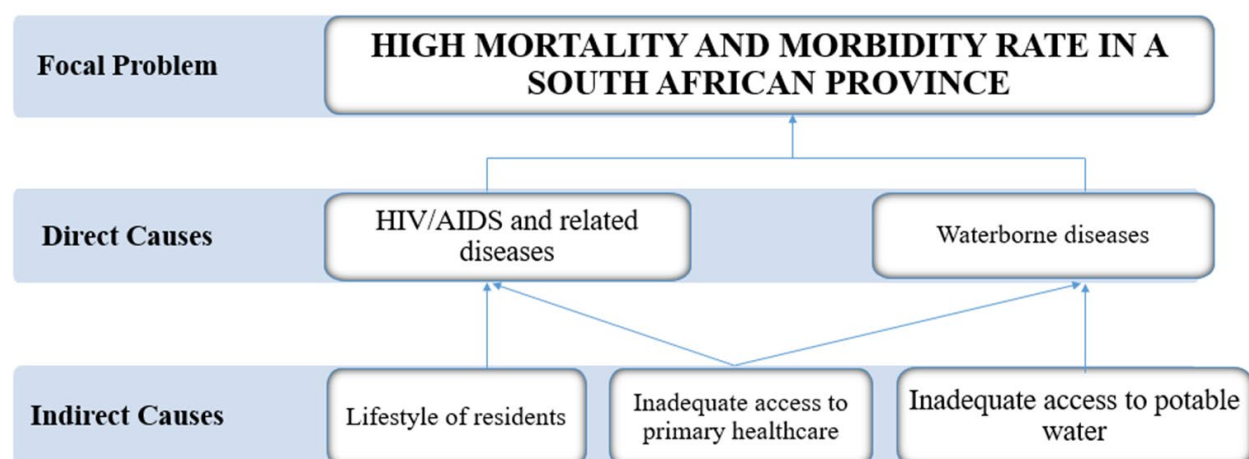 Focal Problem
HIGH MORTALITY AND MORBIDITY RATE IN A
SOUTH AFRICAN PROVINCE
Direct Causes
HIV/AIDS and related
diseases
Waterborne diseases
Indirect Causes
Lifestyle of residents
Inadequate access to
primary healthcare
Inadequate access to potable
water